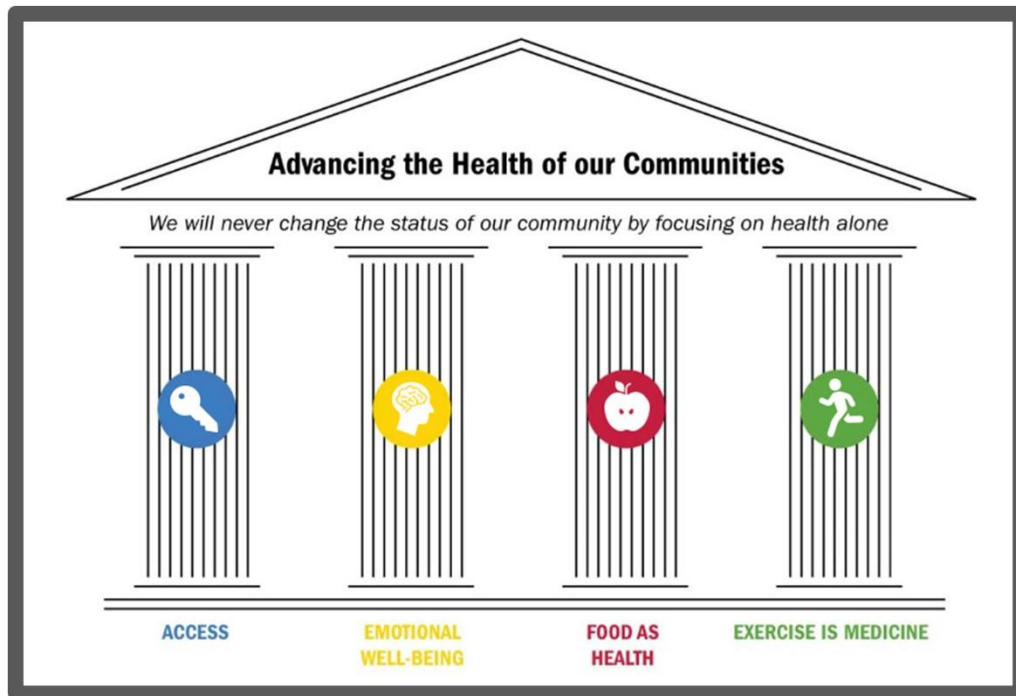 Advancing the Health of our Communities
We will never change the status of our community by focusing on health alone
ACCESS
EMOTIONAL
WELL-BEING
FOOD AS
HEALTH
EXERCISE IS MEDICINE